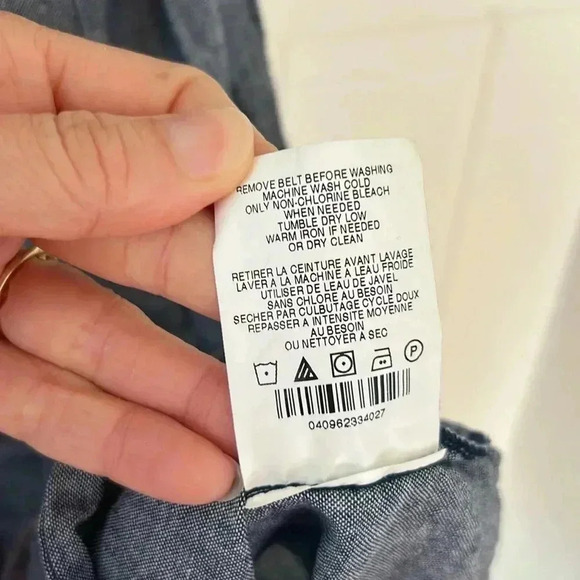 REMOVE BELT BEFORE WASHING
MACHINE WASH COLD
ONLY NON-CHLORINE BLEACH
WHEN NEEDED
TUMBLE DRY LOW
WARM IRON IF NEEDED
OR DRY CLEAN
RETIRER LA CEINTURE AVANT LAVAGE
LAVER A LA MACHINE A LEAU FROIDE
UTILISER DE LEAU DE JAVEL
SANS CHLORE AU BESOIN
SECHER PAR CULBUTAGE CYCLE DOUX
REPASSER A INTENSITE MOYENNE
AU BESOIN
OU NETTOYER A SEC
P
040962334027